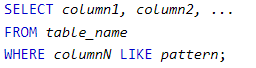 SELECT column1, column2, ...
FROM table_name
WHERE columnN LIKE pattern;